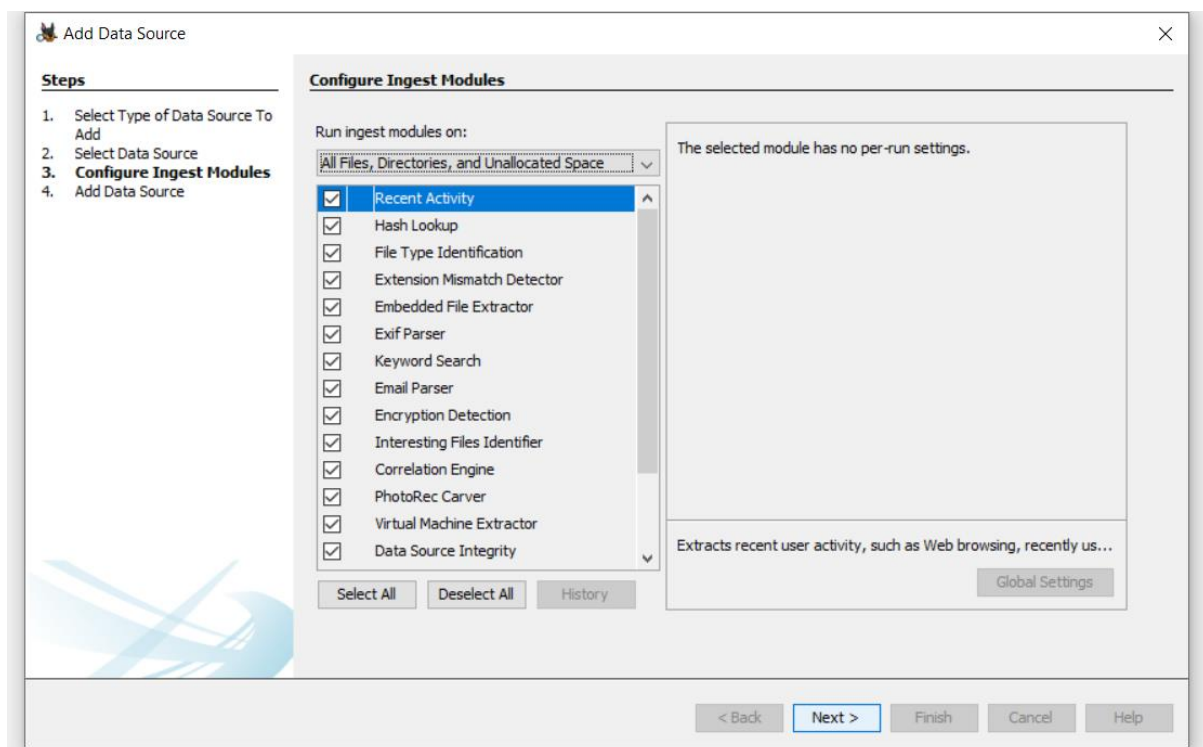 Add Data Source
Steps
1. Select Type of Data Source To
Add
2. Select Data Source
3. Configure Ingest Modules
4. Add Data Source
Configure Ingest Modules
Run ingest modules on:
All Files, Directories, and Unallocated Space
Recent Activity
Hash Lookup
File Type Identification
Extension Mismatch Detector
Embedded File Extractor
Exif Parser
Keyword Search
Email Parser
Encryption Detection
Interesting Files Identifier
Correlation Engine
PhotoRec Carver
Virtual Machine Extractor
Data Source Integrity
Select All
Deselect All
History
The selected module has no per-run settings.
Extracts recent user activity, such as Web browsing, recently us...
Global Settings
< Back
Next >
Finish
Cancel
Help